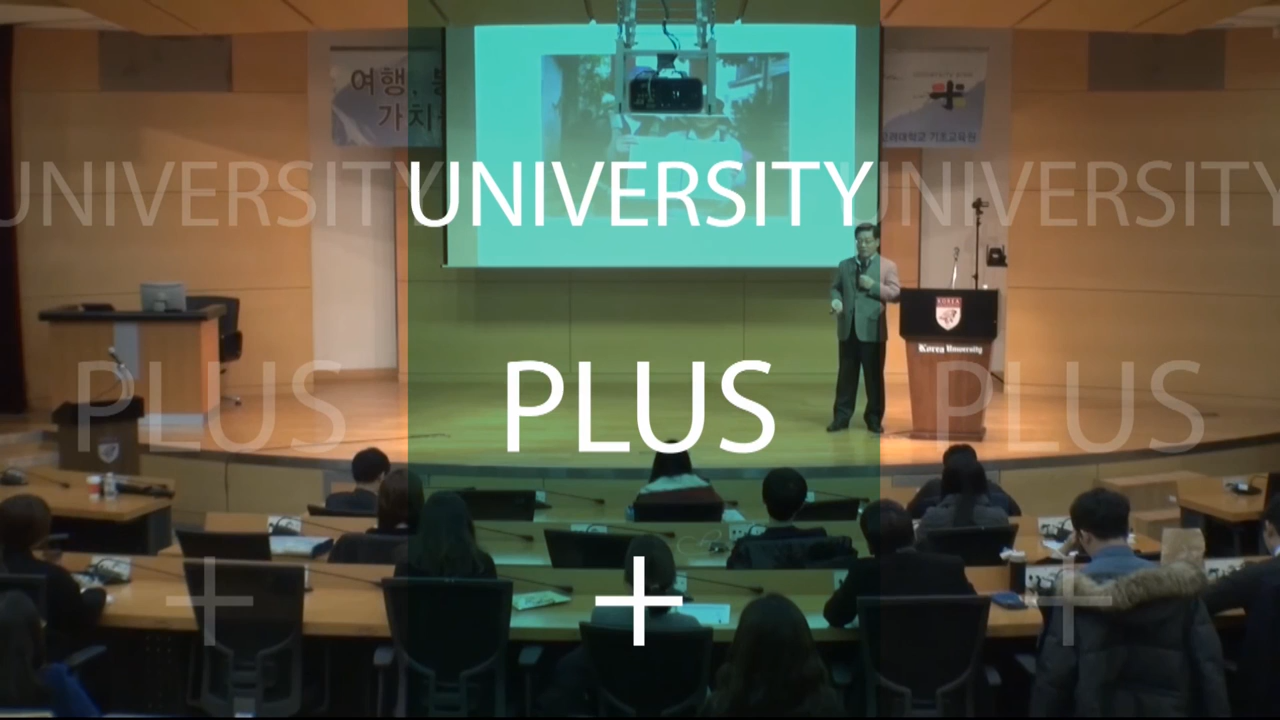 여행,
가치
고려대학교 기초교육원
UNIVERSITY UNIVERSITY UNIVERSITY
KOREA
Korea University
PLUS PLUS PLUS
+ + +